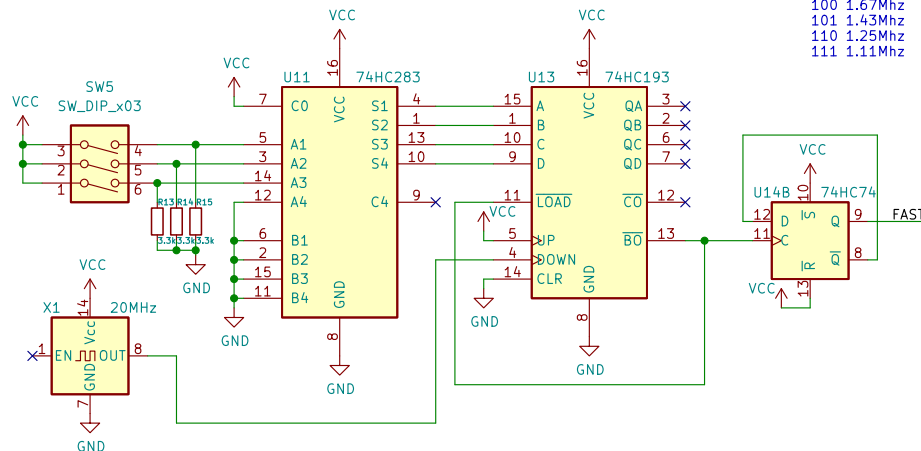 100 1.67Mhz
101 1.43Mhz
110 1.25Mhz
111 1.11Mhz
VCC
VCC
SW5
SW_DIP_x03
3
2
1
4
5
6
R13
R14
R15
3.3k
3.3k
3.3k
GND
VCC
U11
74HC283
16
VCC
7 C0
5 A1
3 A2
14 A3
12 A4
6 B1
2 B2
15 B3
11 B4
S1 4
S2 1
S3 13
S4 10
C4 9
GND
8
GND
GND
VCC
U13
74HC193
16
VCC
15 A
1 B
10 C
9 D
11 LOAD
VCC
5 UP
4 DOWN
14 CLR
QA 3
QB 2
QC 6
QD 7
CO 12
BO 13
GND
8
GND
GND
VCC
U14B
74HC74
10
S
12 D
11 C
Q 9
Q 8
R
13
VCC
FAST
VCC
X1
20MHz
14
Vcc
1 EN
OUT 8
GND
7
GND